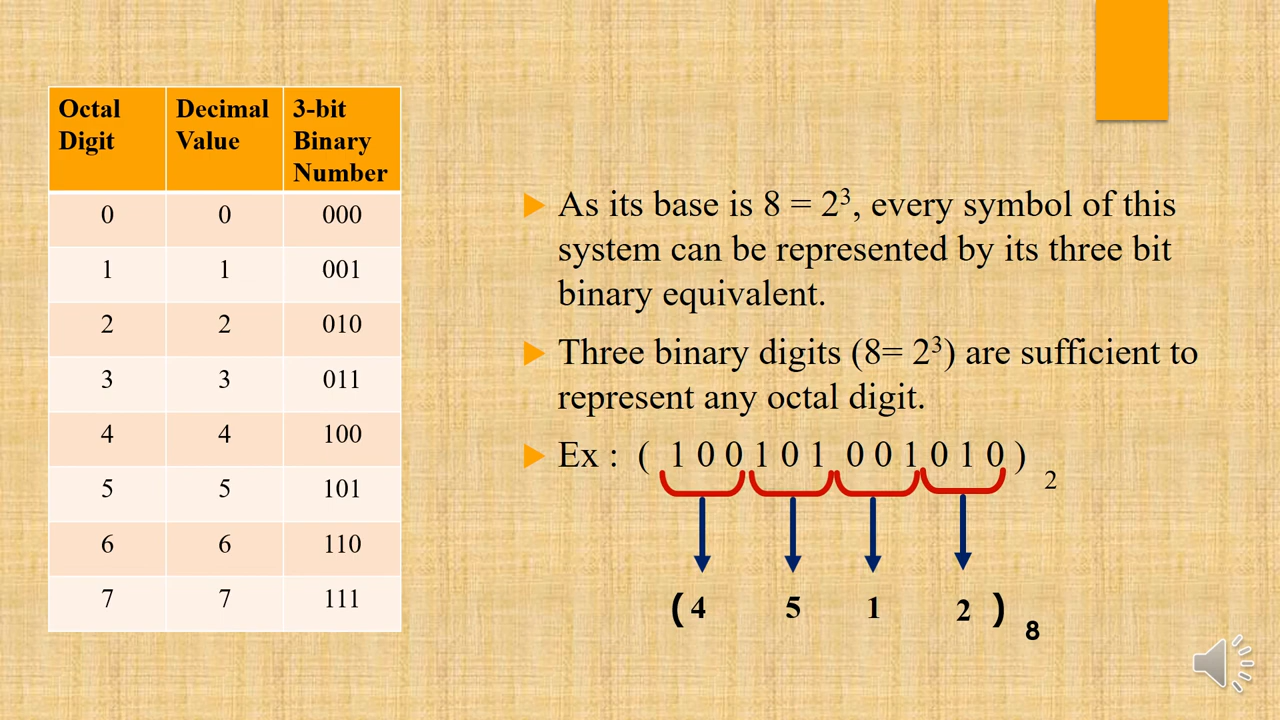 Octal Digit	Decimal Value	3-bit Binary Number
0	0	000
1	1	001
2	2	010
3	3	011
4	4	100
5	5	101
6	6	110
7	7	111
As its base is 8 = 2³, every symbol of this
system can be represented by its three bit
binary equivalent.
Three binary digits (8= 2³) are sufficient to
represent any octal digit.
Ex : ( 1 0 0 1 0 1 0 0 1 0 1 0 ) 2
( 4 5 1 2 ) 8